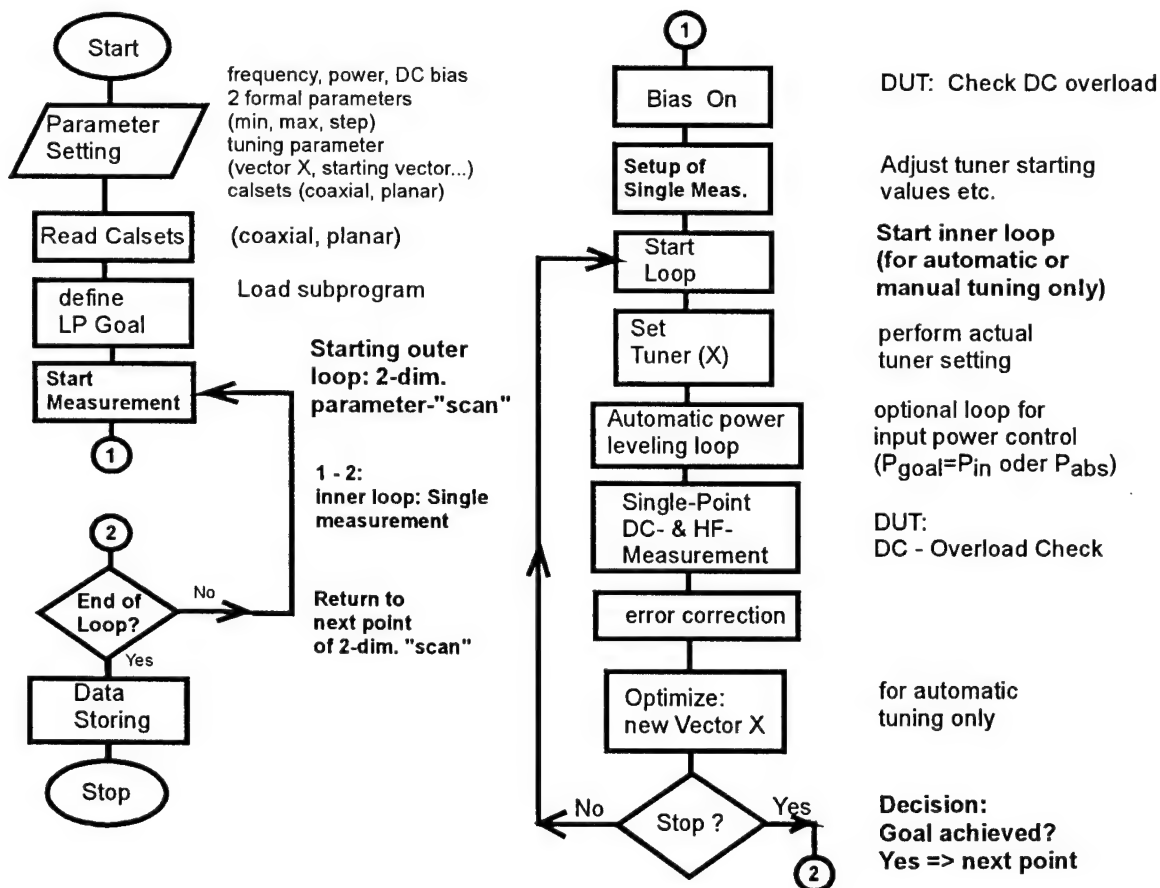 Start
frequency, power, DC bias
2 formal parameters
(min, max, step)
tuning parameter
(vector X, starting vector...)
calsets (coaxial, planar)
Parameter
Setting
Read Calsets
(coaxial, planar)
define
LP Goal
Load subprogram
Start
Measurement
Starting outer
loop: 2-dim.
parameter-"scan"
1
1 - 2:
inner loop: Single
measurement
2
End of
Loop?
No
Return to
next point
of 2-dim. "scan"
Yes
Data
Storing
Stop
1
Bias On
DUT: Check DC overload
Setup of
Single Meas.
Adjust tuner starting
values etc.
Start
Loop
Start inner loop
(for automatic or
manual tuning only)
Set
Tuner (X)
perform actual
tuner setting
Automatic power
leveling loop
optional loop for
input power control
(Pgoal=Pin oder Pabs)
Single-Point
DC- & HF-
Measurement
DUT:
DC - Overload Check
error correction
Optimize:
new Vector X
for automatic
tuning only
No
Stop ?
Yes
Decision:
Goal achieved?
Yes => next point
2